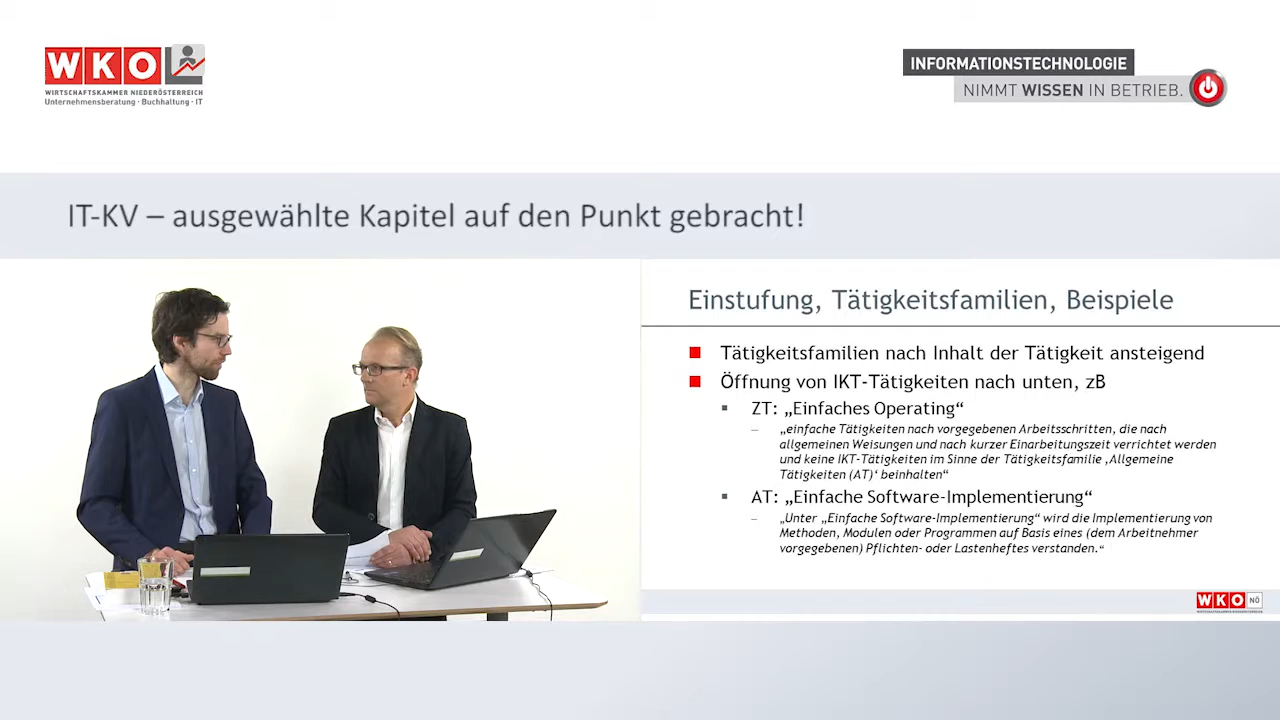 WKO
WIRTSCHAFTSKAMMER NIEDERÖSTERREICH
Unternehmensberatung · Buchhaltung · IT
INFORMATIONSTECHNOLOGIE
NIMMT WISSEN IN BETRIEB.
IT-KV – ausgewählte Kapitel auf den Punkt gebracht!
Einstufung, Tätigkeitsfamilien, Beispiele
Tätigkeitsfamilien nach Inhalt der Tätigkeit ansteigend
Öffnung von IKT-Tätigkeiten nach unten, zB
ZT: „Einfaches Operating“
– „einfache Tätigkeiten nach vorgegebenen Arbeitsschritten, die nach
allgemeinen Weisungen und nach kurzer Einarbeitungszeit verrichtet werden
und keine IKT-Tätigkeiten im Sinne der Tätigkeitsfamilie ‚Allgemeine
Tätigkeiten (AT)‘ beinhalten“
AT: „Einfache Software-Implementierung“
– „Unter „Einfache Software-Implementierung“ wird die Implementierung von
Methoden, Modulen oder Programmen auf Basis eines (dem Arbeitnehmer
vorgegebenen) Pflichten- oder Lastenheftes verstanden.“
WKO NÖ
WIRTSCHAFTSKAMMER NIEDERÖSTERREICH